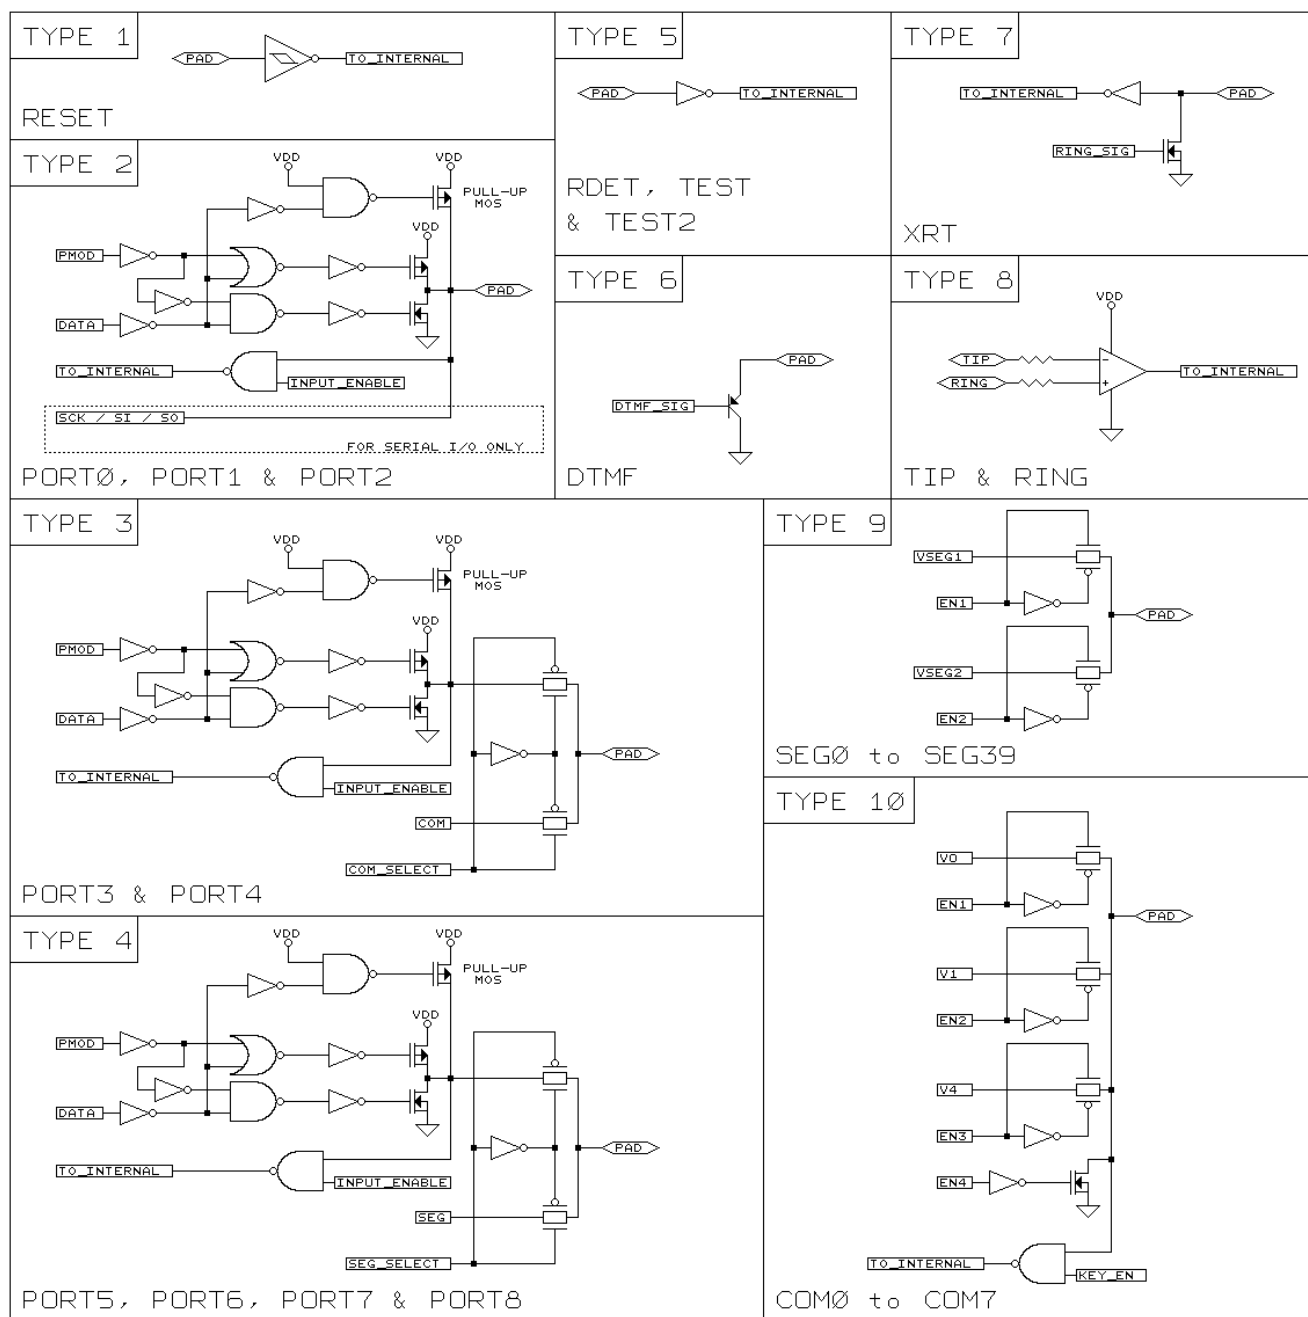 TYPE 1
PAD
TO_INTERNAL
RESET
TYPE 2
VDD
VDD
PULL-UP
MOS
VDD
PMOD
PAD
DATA
TO_INTERNAL
INPUT_ENABLE
SCK / SI / SO
FOR SERIAL I/O ONLY
PORT0, PORT1 & PORT2
TYPE 5
PAD
TO_INTERNAL
RDET, TEST
& TEST2
TYPE 7
TO_INTERNAL
PAD
RING_SIG
XRT
TYPE 6
PAD
DTMF_SIG
DTMF
TYPE 8
VDD
TIP
-
TO_INTERNAL
RING
+
TIP & RING
TYPE 3
VDD
VDD
PULL-UP
MOS
VDD
PMOD
DATA
PAD
TO_INTERNAL
INPUT_ENABLE
COM
COM_SELECT
PORT3 & PORT4
TYPE 9
VSEG1
EN1
PAD
VSEG2
EN2
SEG0 to SEG39
TYPE 4
VDD
VDD
PULL-UP
MOS
VDD
PMOD
DATA
PAD
TO_INTERNAL
INPUT_ENABLE
SEG
SEG_SELECT
PORT5, PORT6, PORT7 & PORT8
TYPE 10
V0
EN1
PAD
V1
EN2
V4
EN3
EN4
TO_INTERNAL
KEY_EN
COM0 to COM7